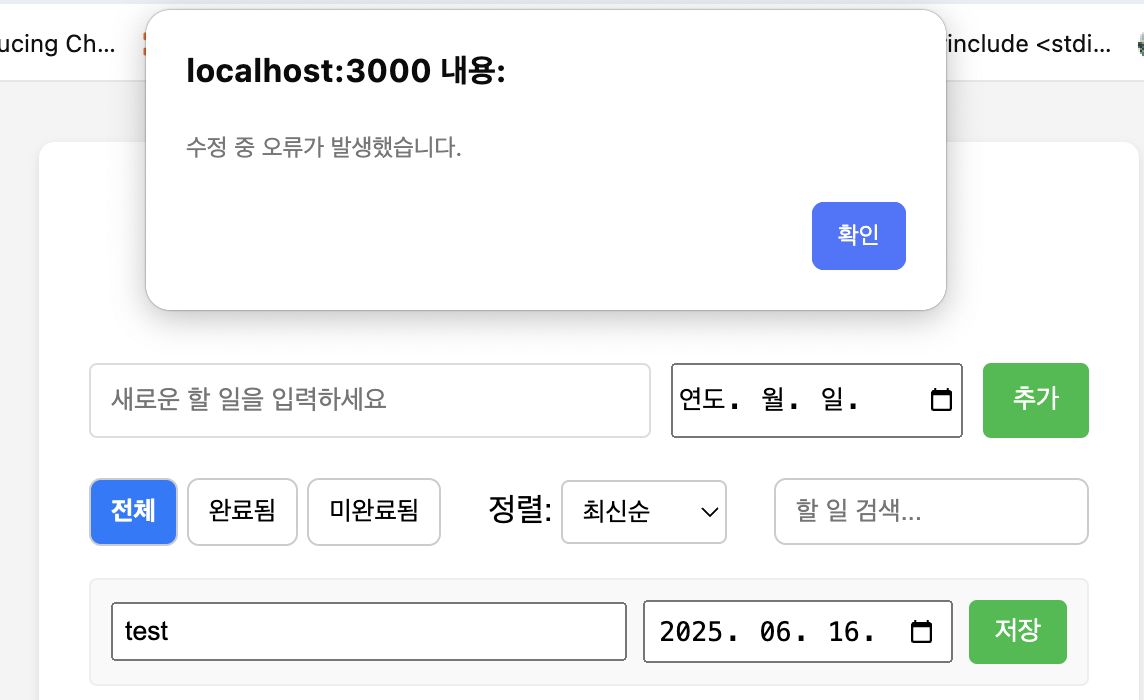 ucing Ch...
include <stdi...
localhost:3000 내용:
수정 중 오류가 발생했습니다.
확인
새로운 할 일을 입력하세요
연도. 월. 일.
추가
전체
완료됨
미완료됨
정렬:
최신순
할 일 검색...
test
2025. 06. 16.
저장